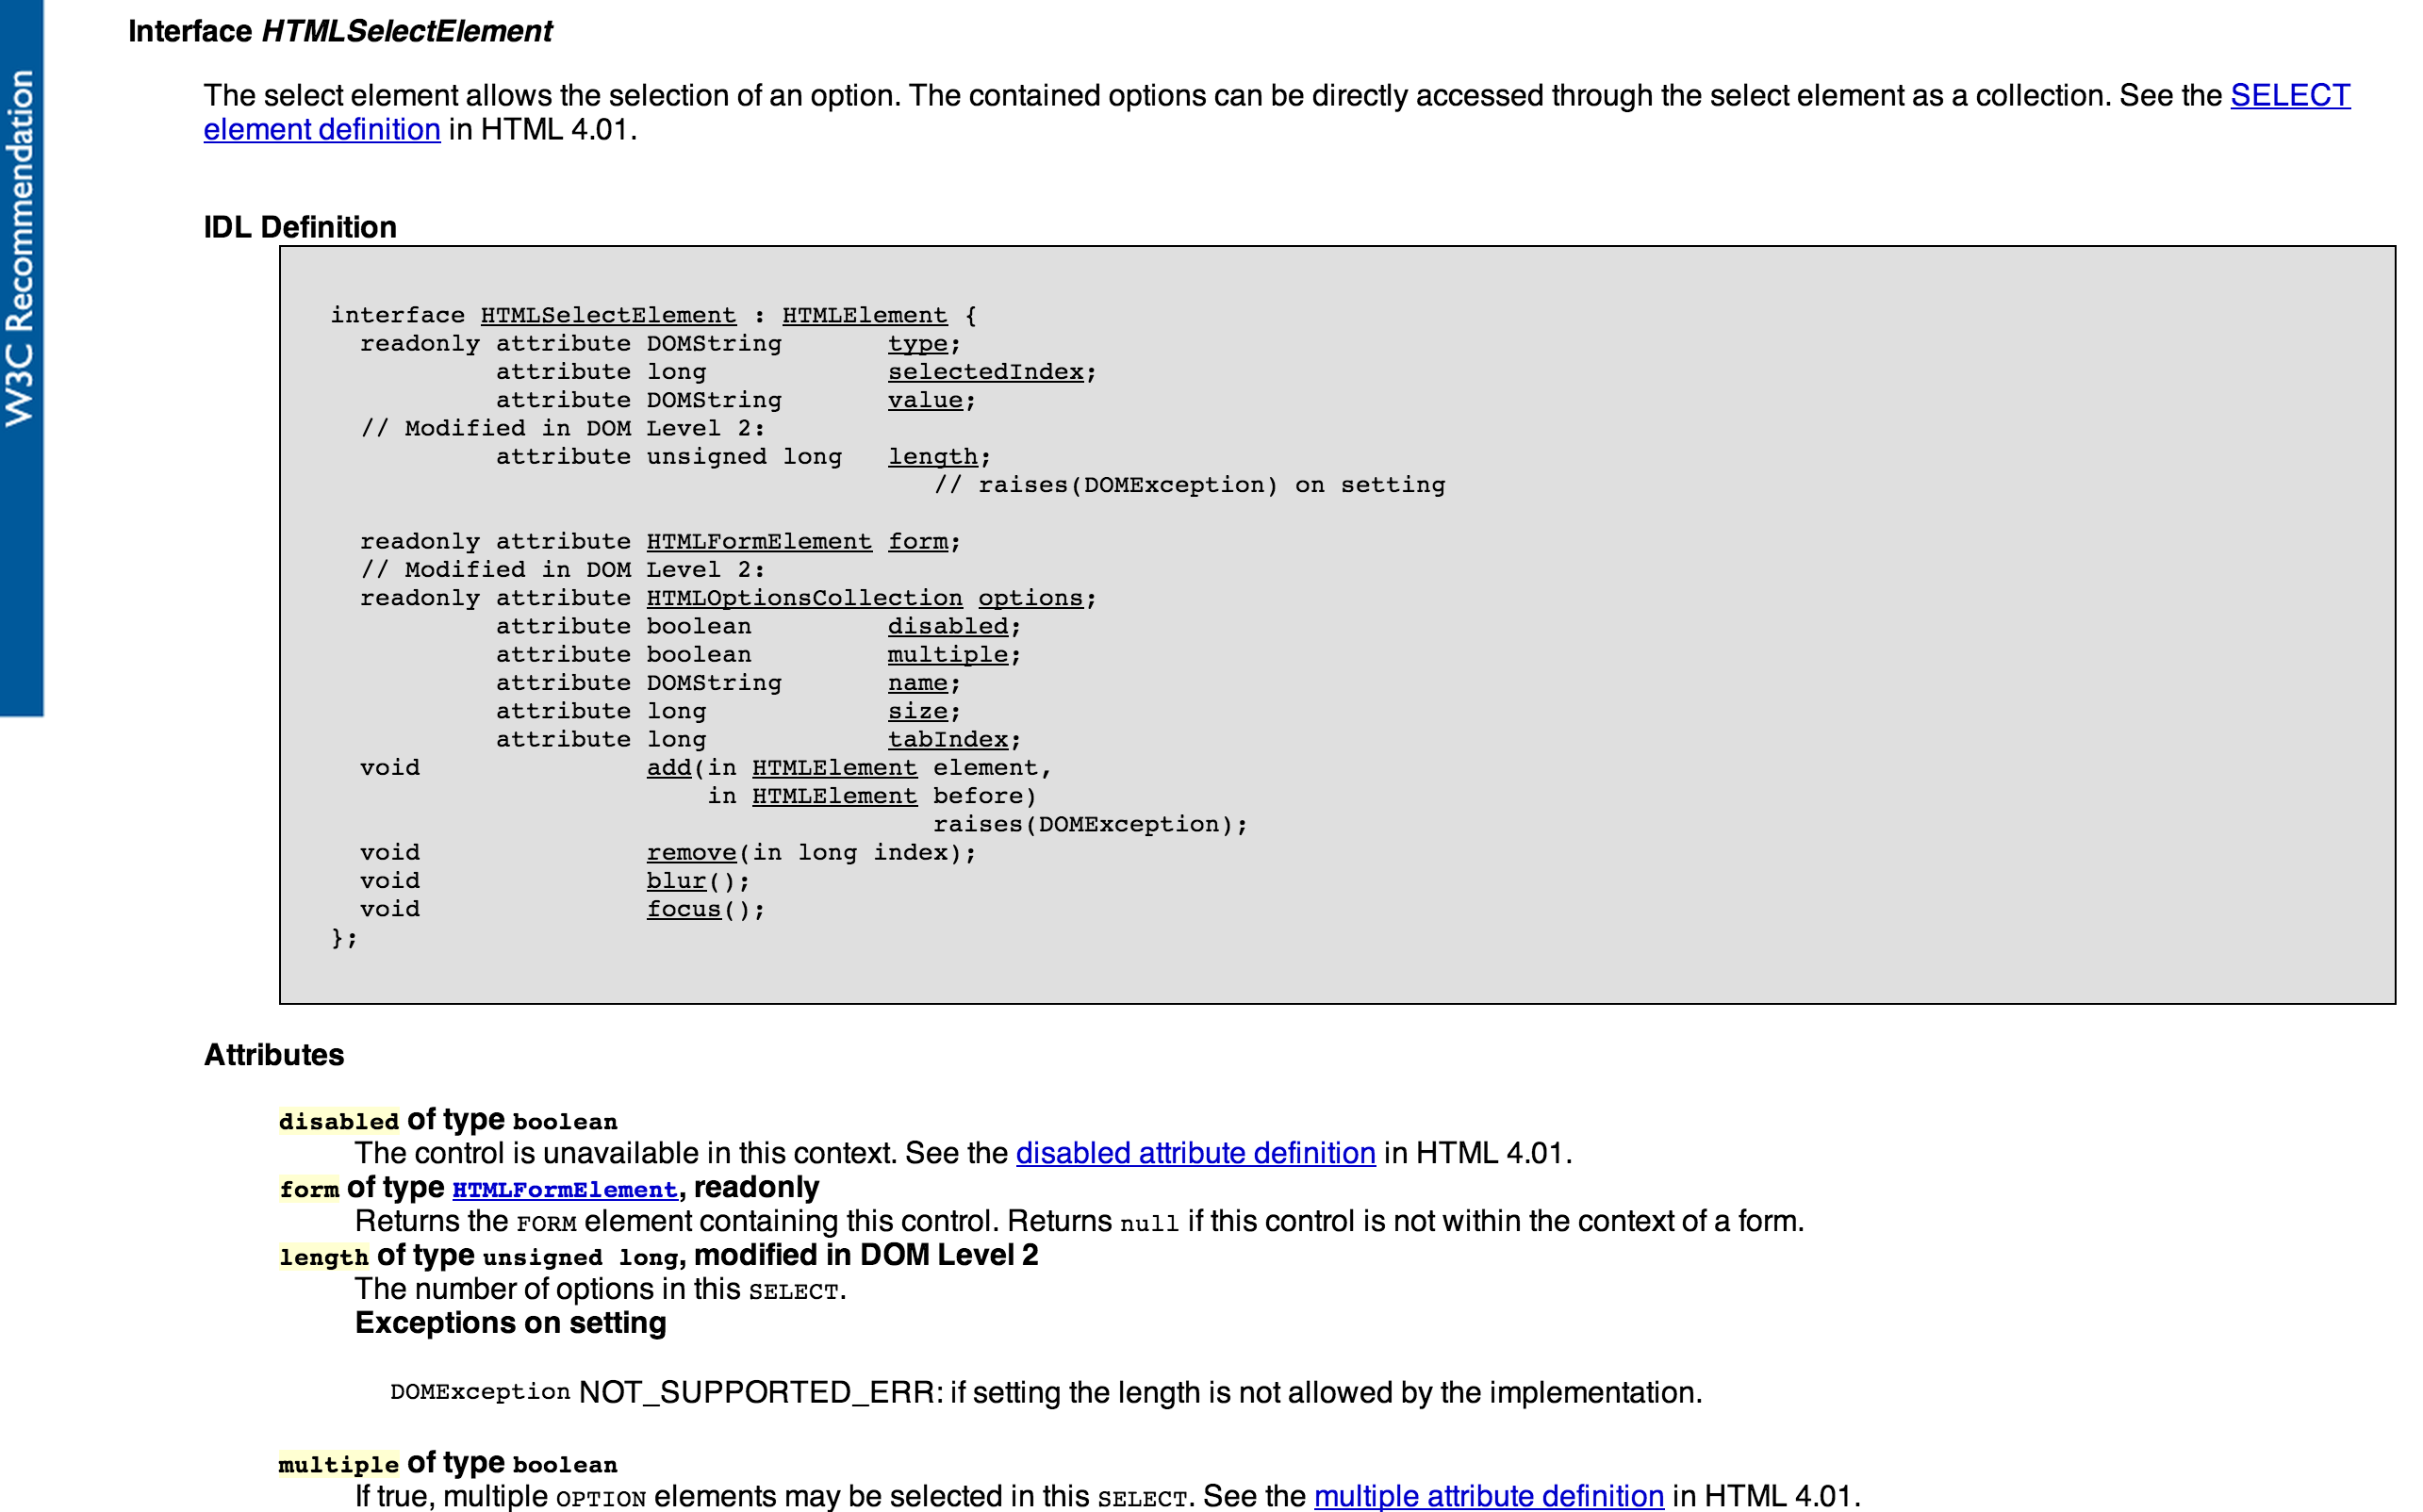 W3C Recommendation
Interface HTMLSelectElement
The select element allows the selection of an option. The contained options can be directly accessed through the select element as a collection. See the SELECT
element definition in HTML 4.01.
IDL Definition
interface HTMLSelectElement : HTMLElement {
  readonly attribute DOMString       type;
           attribute long            selectedIndex;
           attribute DOMString       value;
  // Modified in DOM Level 2:
           attribute unsigned long   length;
                                        // raises(DOMException) on setting
  readonly attribute HTMLFormElement form;
  // Modified in DOM Level 2:
  readonly attribute HTMLOptionsCollection options;
           attribute boolean         disabled;
           attribute boolean         multiple;
           attribute DOMString       name;
           attribute long            size;
           attribute long            tabIndex;
  void               add(in HTMLElement element,
                         in HTMLElement before)
                                        raises(DOMException);
  void               remove(in long index);
  void               blur();
  void               focus();
};
Attributes
disabled of type boolean
The control is unavailable in this context. See the disabled attribute definition in HTML 4.01.
form of type HTMLFormElement, readonly
Returns the FORM element containing this control. Returns null if this control is not within the context of a form.
length of type unsigned long, modified in DOM Level 2
The number of options in this SELECT.
Exceptions on setting
DOMException NOT_SUPPORTED_ERR: if setting the length is not allowed by the implementation.
multiple of type boolean
If true, multiple OPTION elements may be selected in this SELECT. See the multiple attribute definition in HTML 4.01.